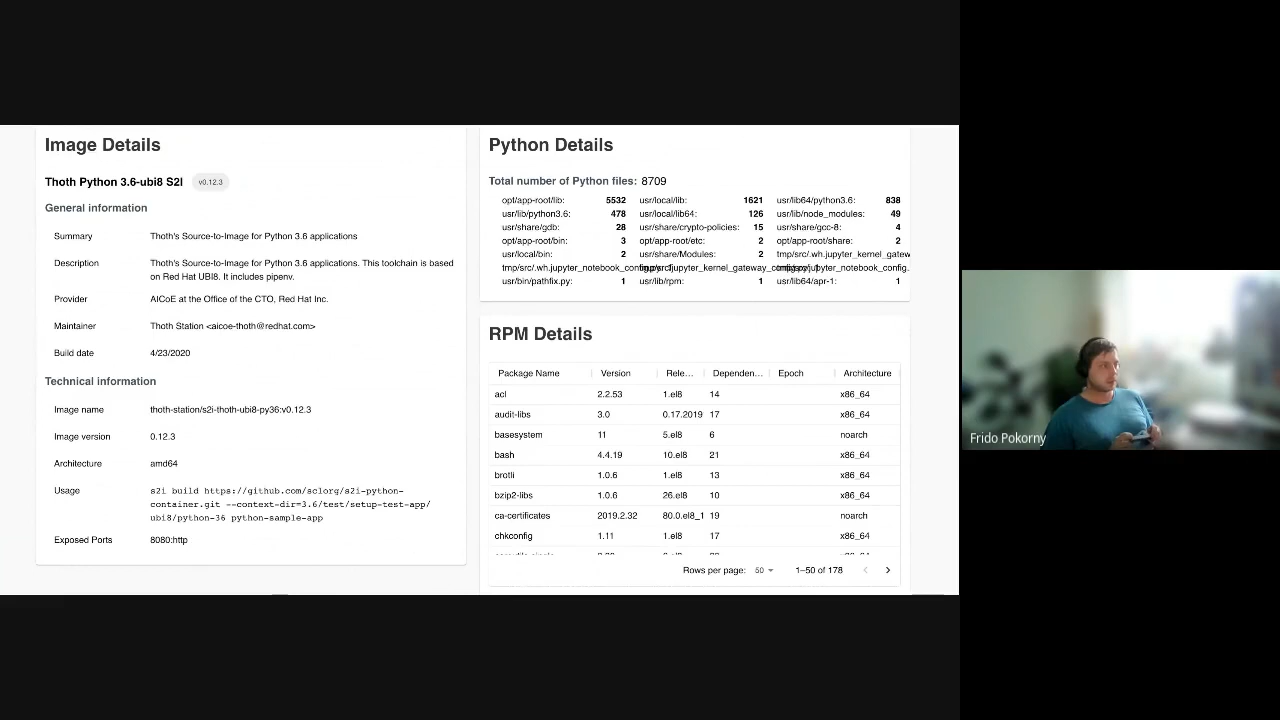 Image Details
Thoth Python 3.6-ubi8 S2I v0.12.3
General information
Summary Thoth's Source-to-Image for Python 3.6 applications
Description Thoth's Source-to-Image for Python 3.6 applications. This toolchain is based
on Red Hat UBI8. It includes pipenv.
Provider AICoE at the Office of the CTO, Red Hat Inc.
Maintainer Thoth Station <aicoe-thoth@redhat.com>
Build date 4/23/2020
Technical information
Image name thoth-station/s2i-thoth-ubi8-py36:v0.12.3
Image version 0.12.3
Architecture amd64
Usage s2i build https://github.com/sclorg/s2i-python-
container.git --context-dir=3.6/test/setup-test-app/
ubi8/python-36 python-sample-app
Exposed Ports 8080:http
Python Details
Total number of Python files: 8709
opt/app-root/lib: 5532 usr/local/lib: 1621 usr/lib64/python3.6: 838
usr/lib/python3.6: 478 usr/local/lib64: 126 usr/lib/node_modules: 49
usr/share/gdb: 28 usr/share/crypto-policies: 15 usr/share/gcc-8: 4
opt/app-root/bin: 3 opt/app-root/etc: 2 opt/app-root/share: 2
usr/local/bin: 2 usr/share/Modules: 2 tmp/src/.wh.jupyter_kernel_gatew
tmp/src/.wh.jupyter_notebook_
usr/bin/pathfix.py: 1 usr/lib/rpm: 1 usr/lib64/apr-1: 1
RPM Details
Package Name Version Rele... Dependen... Epoch Architecture
acl 2.2.53 1.el8 14 x86_64
audit-libs 3.0 0.17.2019 17 x86_64
basesystem 11 5.el8 6 noarch
bash 4.4.19 10.el8 21 x86_64
brotli 1.0.6 1.el8 13 x86_64
bzip2-libs 1.0.6 26.el8 10 x86_64
ca-certificates 2019.2.32 80.0.el8_1 19 noarch
chkconfig 1.11 1.el8 17 x86_64
Rows per page: 50 1–50 of 178
Frido Pokorny